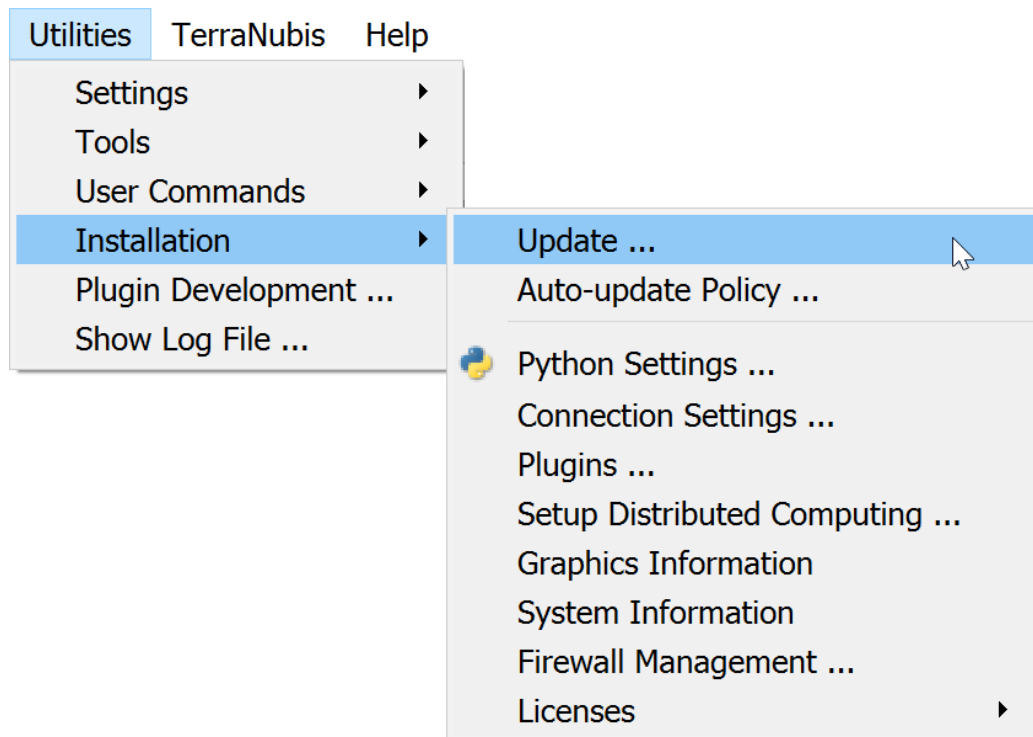 Utilities TerraNubis Help
Settings
Tools
User Commands
Installation
Plugin Development ...
Show Log File ...
Update ...
Auto-update Policy ...
Python Settings ...
Connection Settings ...
Plugins ...
Setup Distributed Computing ...
Graphics Information
System Information
Firewall Management ...
Licenses